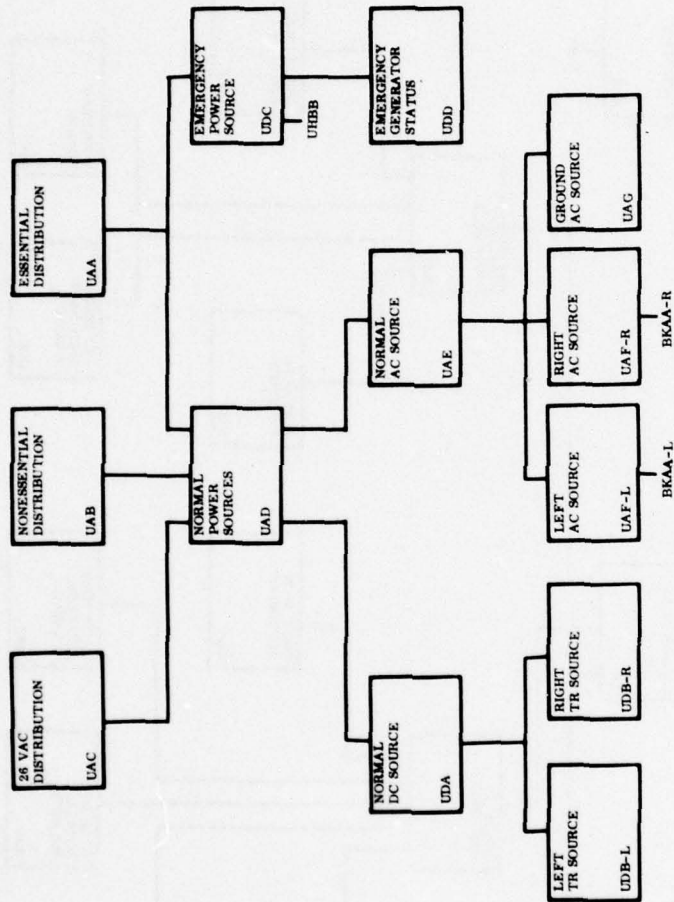 26 VAC
DISTRIBUTION
UAC
NONESSENTIAL
DISTRIBUTION
UAB
ESSENTIAL
DISTRIBUTION
UAA
NORMAL
POWER
SOURCES
UAD
EMERGENCY
POWER
SOURCE
UDC
UHBB
NORMAL
DC SOURCE
UDA
NORMAL
AC SOURCE
UAE
EMERGENCY
GENERATOR
STATUS
UDD
LEFT
TR SOURCE
UDB-L
RIGHT
TR SOURCE
UDB-R
LEFT
AC SOURCE
UAF-L
BKAA-L
RIGHT
AC SOURCE
UAF-R
BKAA-R
GROUND
AC SOURCE
UAG